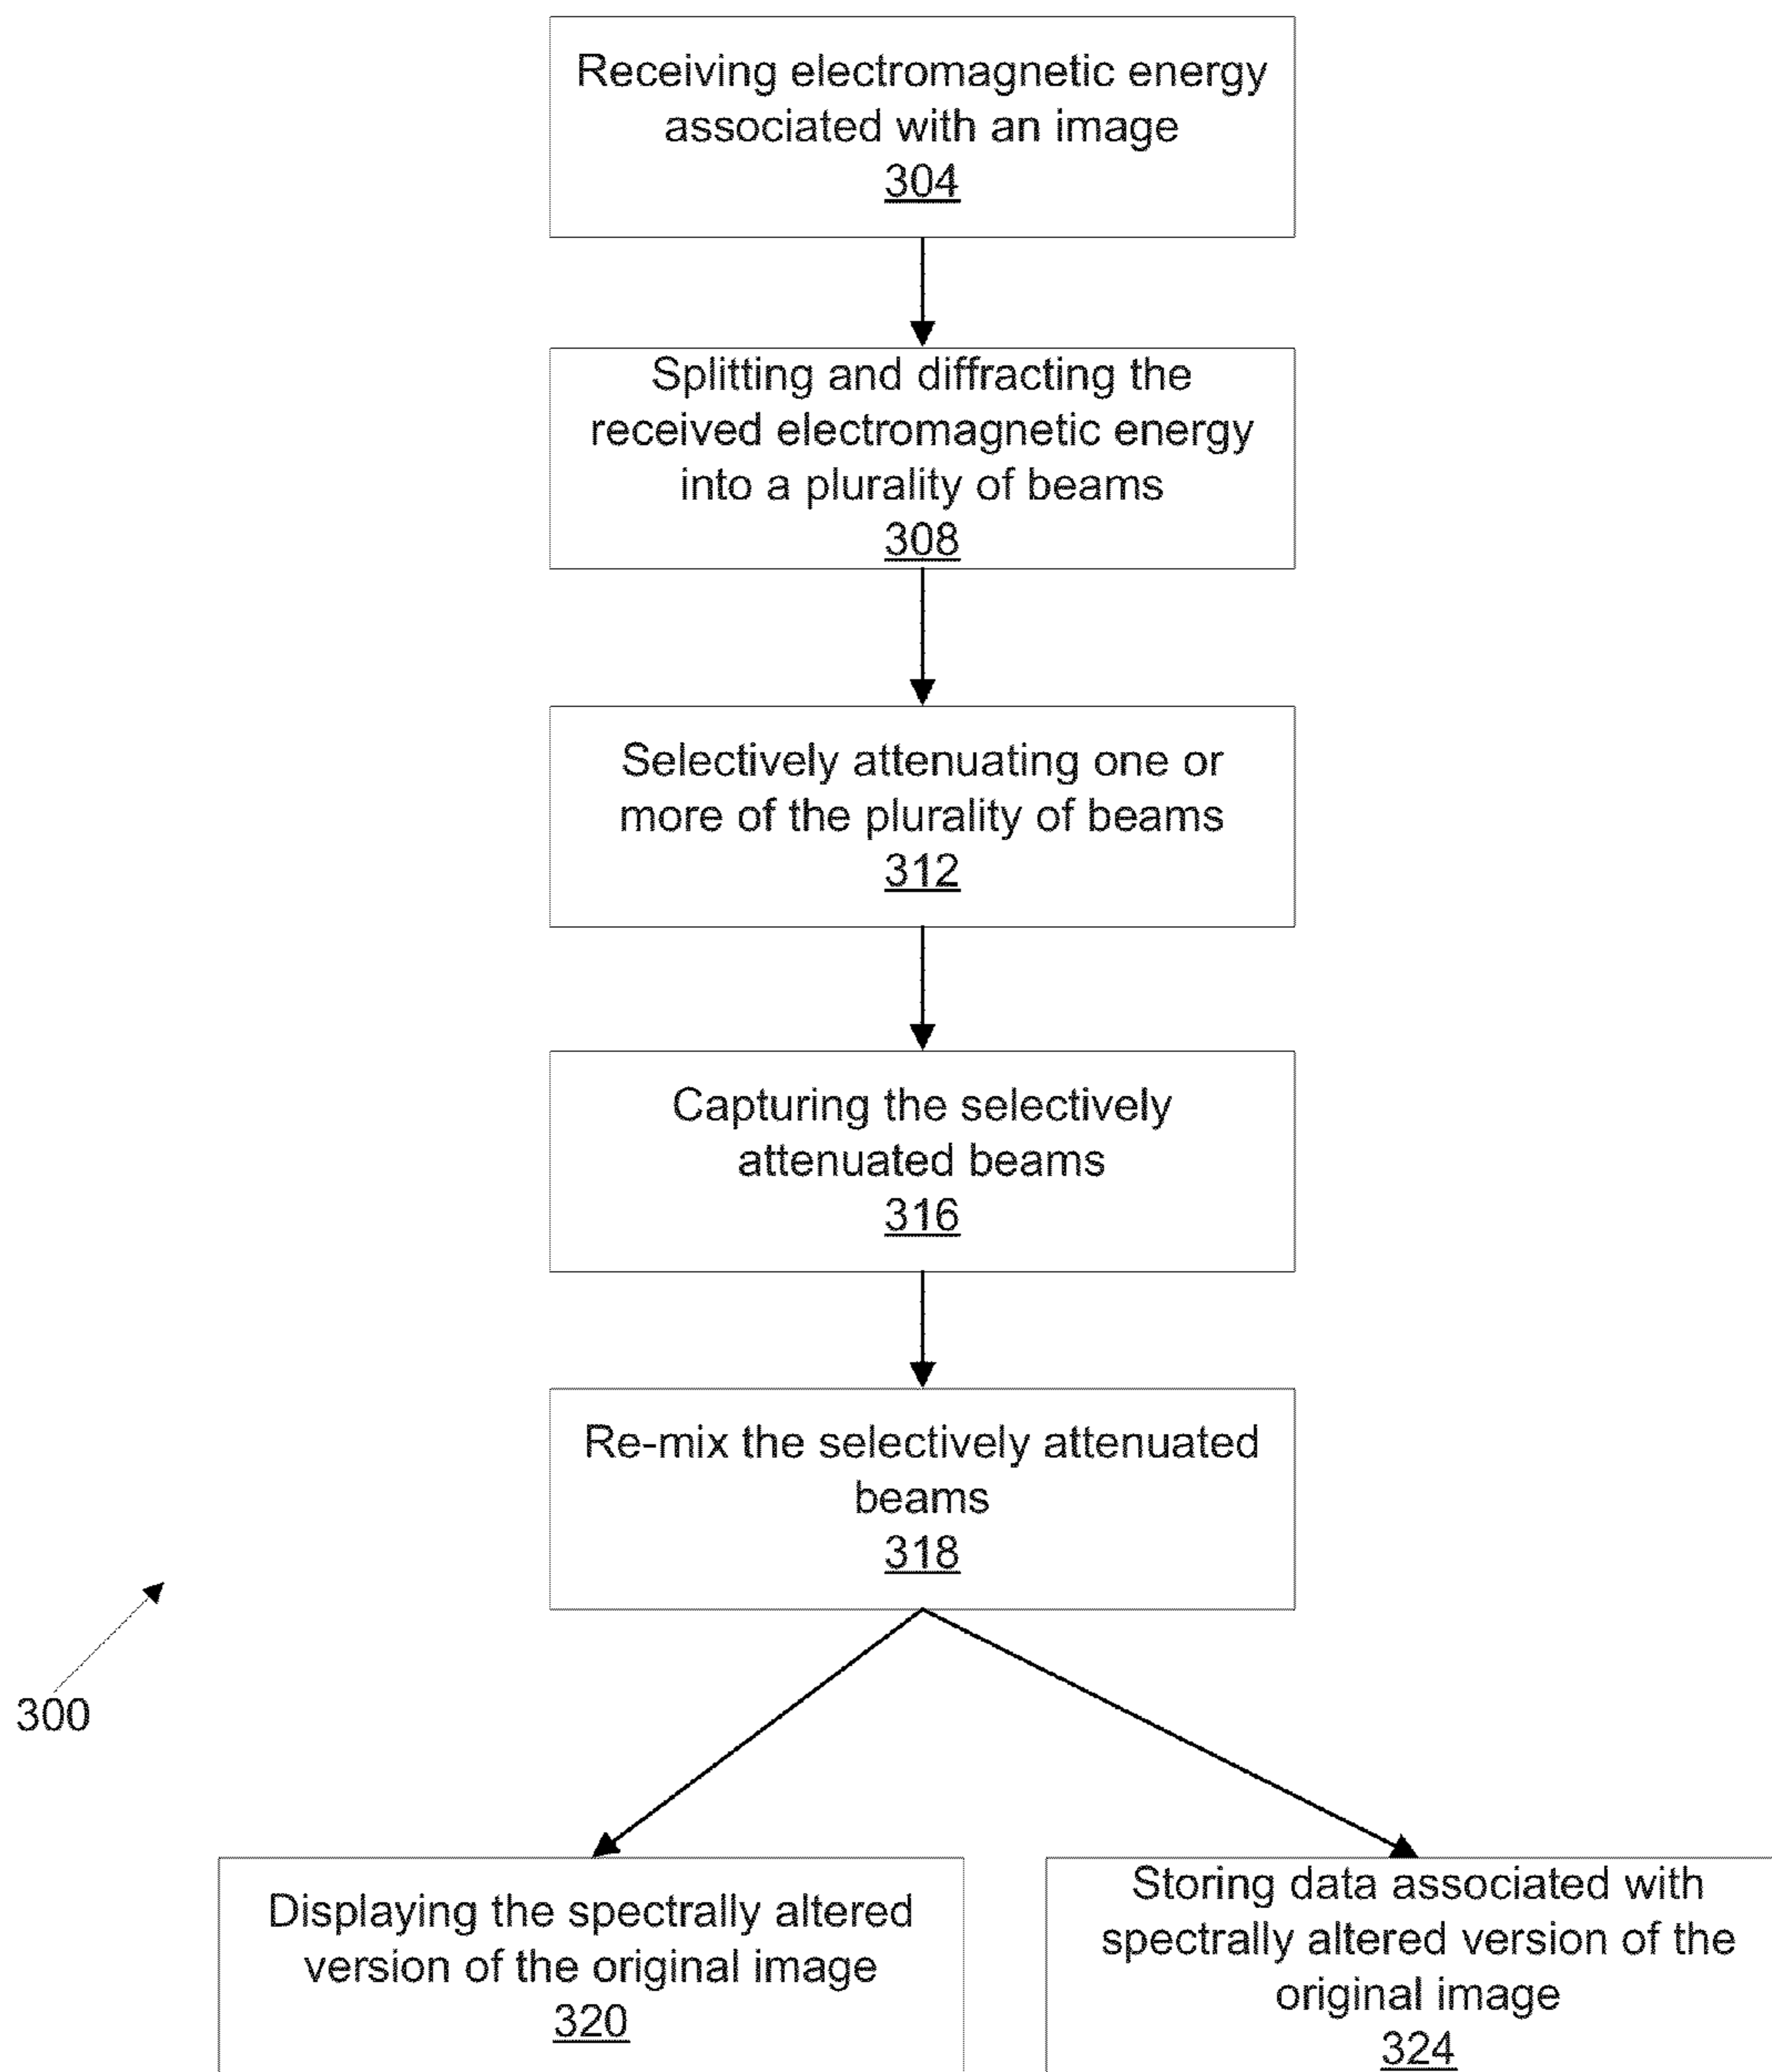 Receiving electromagnetic energy
associated with an image
304
Splitting and diffracting the
received electromagnetic energy
into a plurality of beams
308
Selectively attenuating one or
more of the plurality of beams
312
Capturing the selectively
attenuated beams
316
Re-mix the selectively attenuated
beams
318
300
Displaying the spectrally altered
version of the original image
320
Storing data associated with
spectrally altered version of the
original image
324